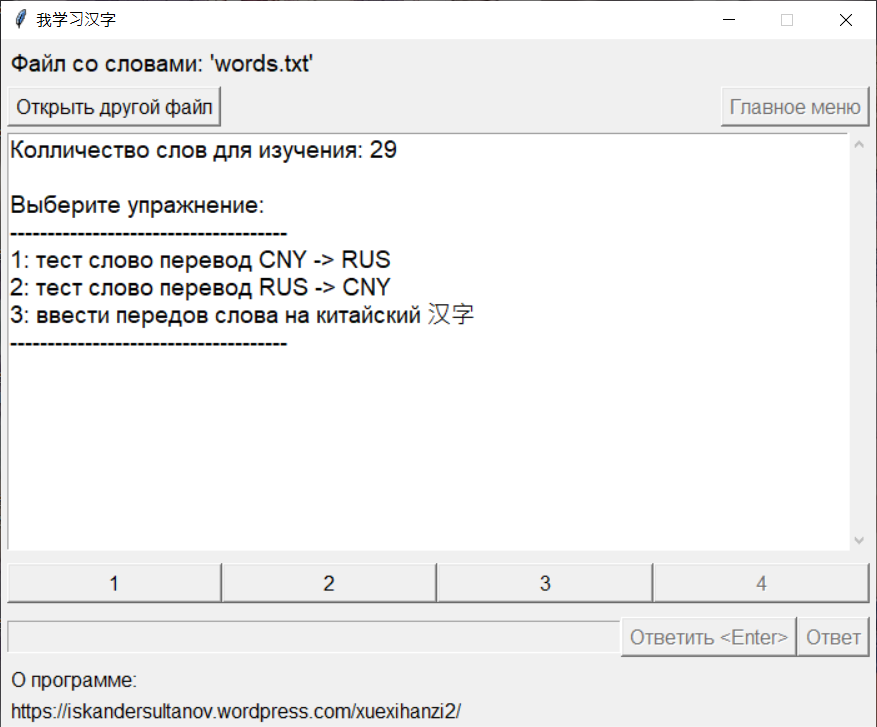 我学习汉字
Файл со словами: 'words.txt'
Открыть другой файл
Главное меню
Колличество слов для изучения: 29
Выберите упражнение:
-------------------------------------
1: тест слово перевод CNY -> RUS
2: тест слово перевод RUS -> CNY
3: ввести передов слова на китайский 汉字
-------------------------------------
1 2 3 4
Ответить <Enter> Ответ
О программе:
https://iskandersultanov.wordpress.com/xuexihanzi2/